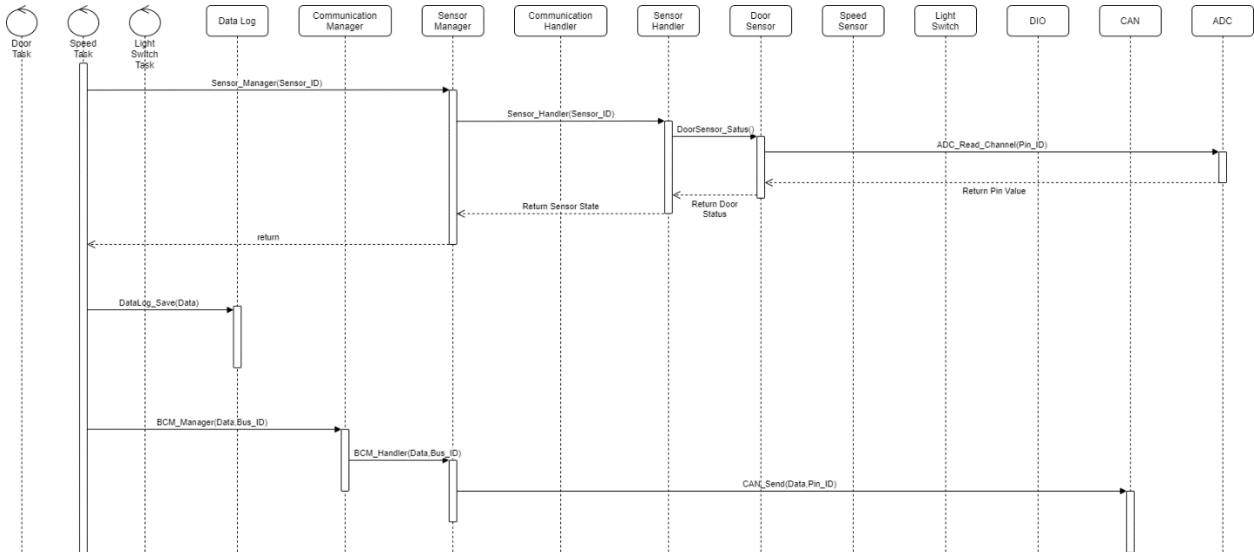 Door
Task
Speed
Task
Light
Switch
Task
Data Log
Communication
Manager
Sensor
Manager
Communication
Handler
Sensor
Handler
Door
Sensor
Speed
Sensor
Light
Switch
DIO
CAN
ADC
Sensor_Manager(Sensor_ID)
Sensor_Handler(Sensor_ID)
DoorSensor_Satus()
ADC_Read_Channel(Pin_ID)
Return Pin Value
Return Door
Status
Return Sensor State
return
DataLog_Save(Data)
BCM_Manager(Data,Bus_ID)
BCM_Handler(Data,Bus_ID)
CAN_Send(Data,Pin_ID)